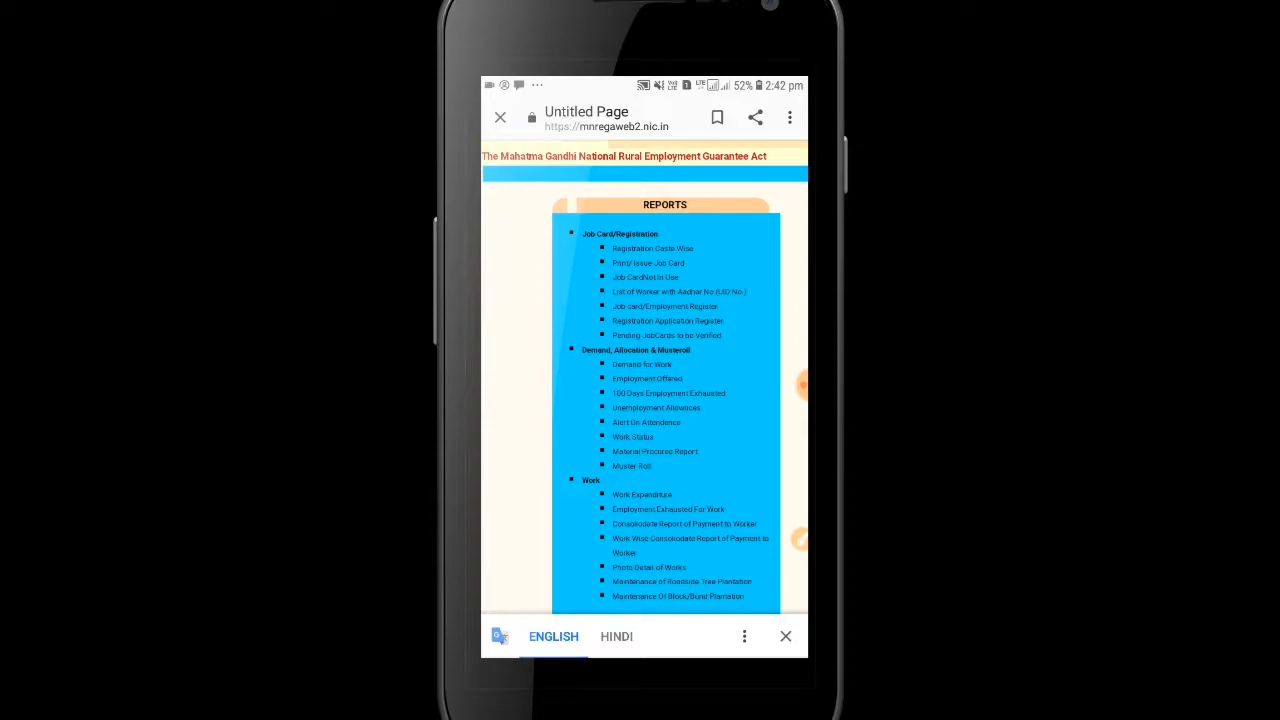 52% 2:42 pm
Untitled Page
https://mnregaweb2.nic.in
The Mahatma Gandhi National Rural Employment Guarantee Act
REPORTS
Job Card/Registration
Registration Caste Wise
Print/ Issue Job Card
Job CardNot In Use
List of Worker with Aadhar No.(UID No.)
Job card/Employment Register
Registration Application Register
Pending JobCards to be Verified
Demand, Allocation & Musteroll
Demand for Work
Employment Offered
100 Days Employment Exhausted
Unemployment Allownces
Alert On Attendence
Work Status
Material Procured Report
Muster Roll
Work
Work Expenditure
Employment Exhausted For Work
Consoliodate Report of Payment to Worker
Work Wise Consoliodate Report of Payment to
Worker
Photo Detail of Works
Maintenance of Roadside Tree Plantation
Maintenance Of Block/Bund Plantation
ENGLISH HINDI